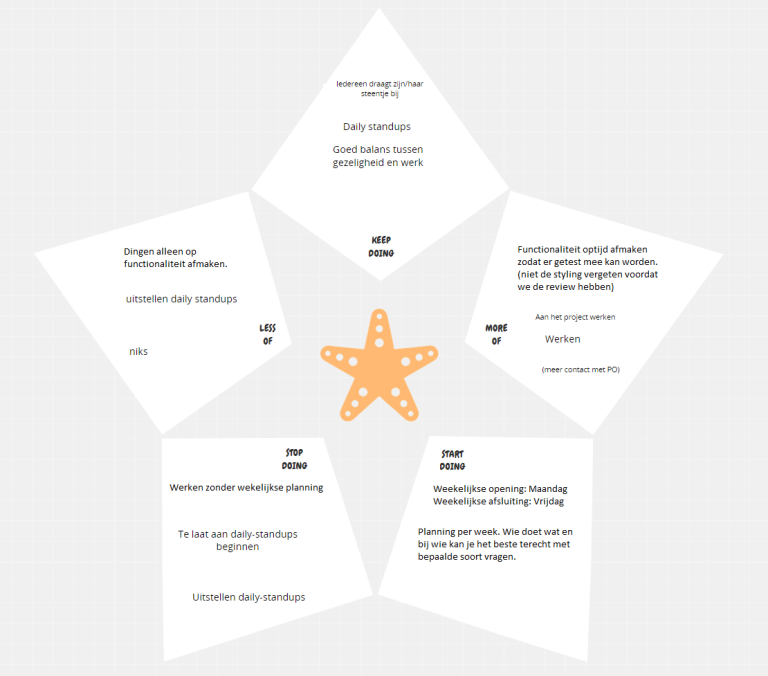 Iedereen draagt zijn/haar
steentje bij
Daily standups
Goed balans tussen
gezeligheid en werk
KEEP
DOING
Dingen alleen op
functionaliteit afmaken.
uitstellen daily standups
niks
LESS
OF
MORE
OF
Functionaliteit optijd afmaken
zodat er getest mee kan worden.
(niet de styling vergeten voordat
we de review hebben)
Aan het project werken
Werken
(meer contact met PO)
STOP
DOING
Werken zonder wekelijkse planning
Te laat aan daily-standups
beginnen
Uitstellen daily-standups
START
DOING
Weekelijkse opening: Maandag
Weekelijkse afsluiting: Vrijdag
Planning per week. Wie doet wat en
bij wie kan je het beste terecht met
bepaalde soort vragen.